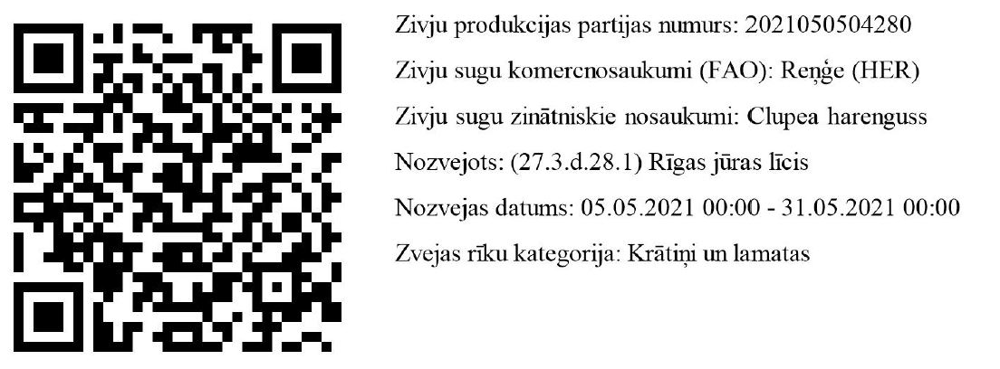 Zivju produkcijas partijas numurs: 2021050504280
Zivju sugu komercnosaukumi (FAO): Reņģe (HER)
Zivju sugu zinātniskie nosaukumi: Clupea harenguss
Nozvejots: (27.3.d.28.1) Rīgas jūras līcis
Nozvejas datums: 05.05.2021 00:00 - 31.05.2021 00:00
Zvejas rīku kategorija: Krātiņi un lamatas